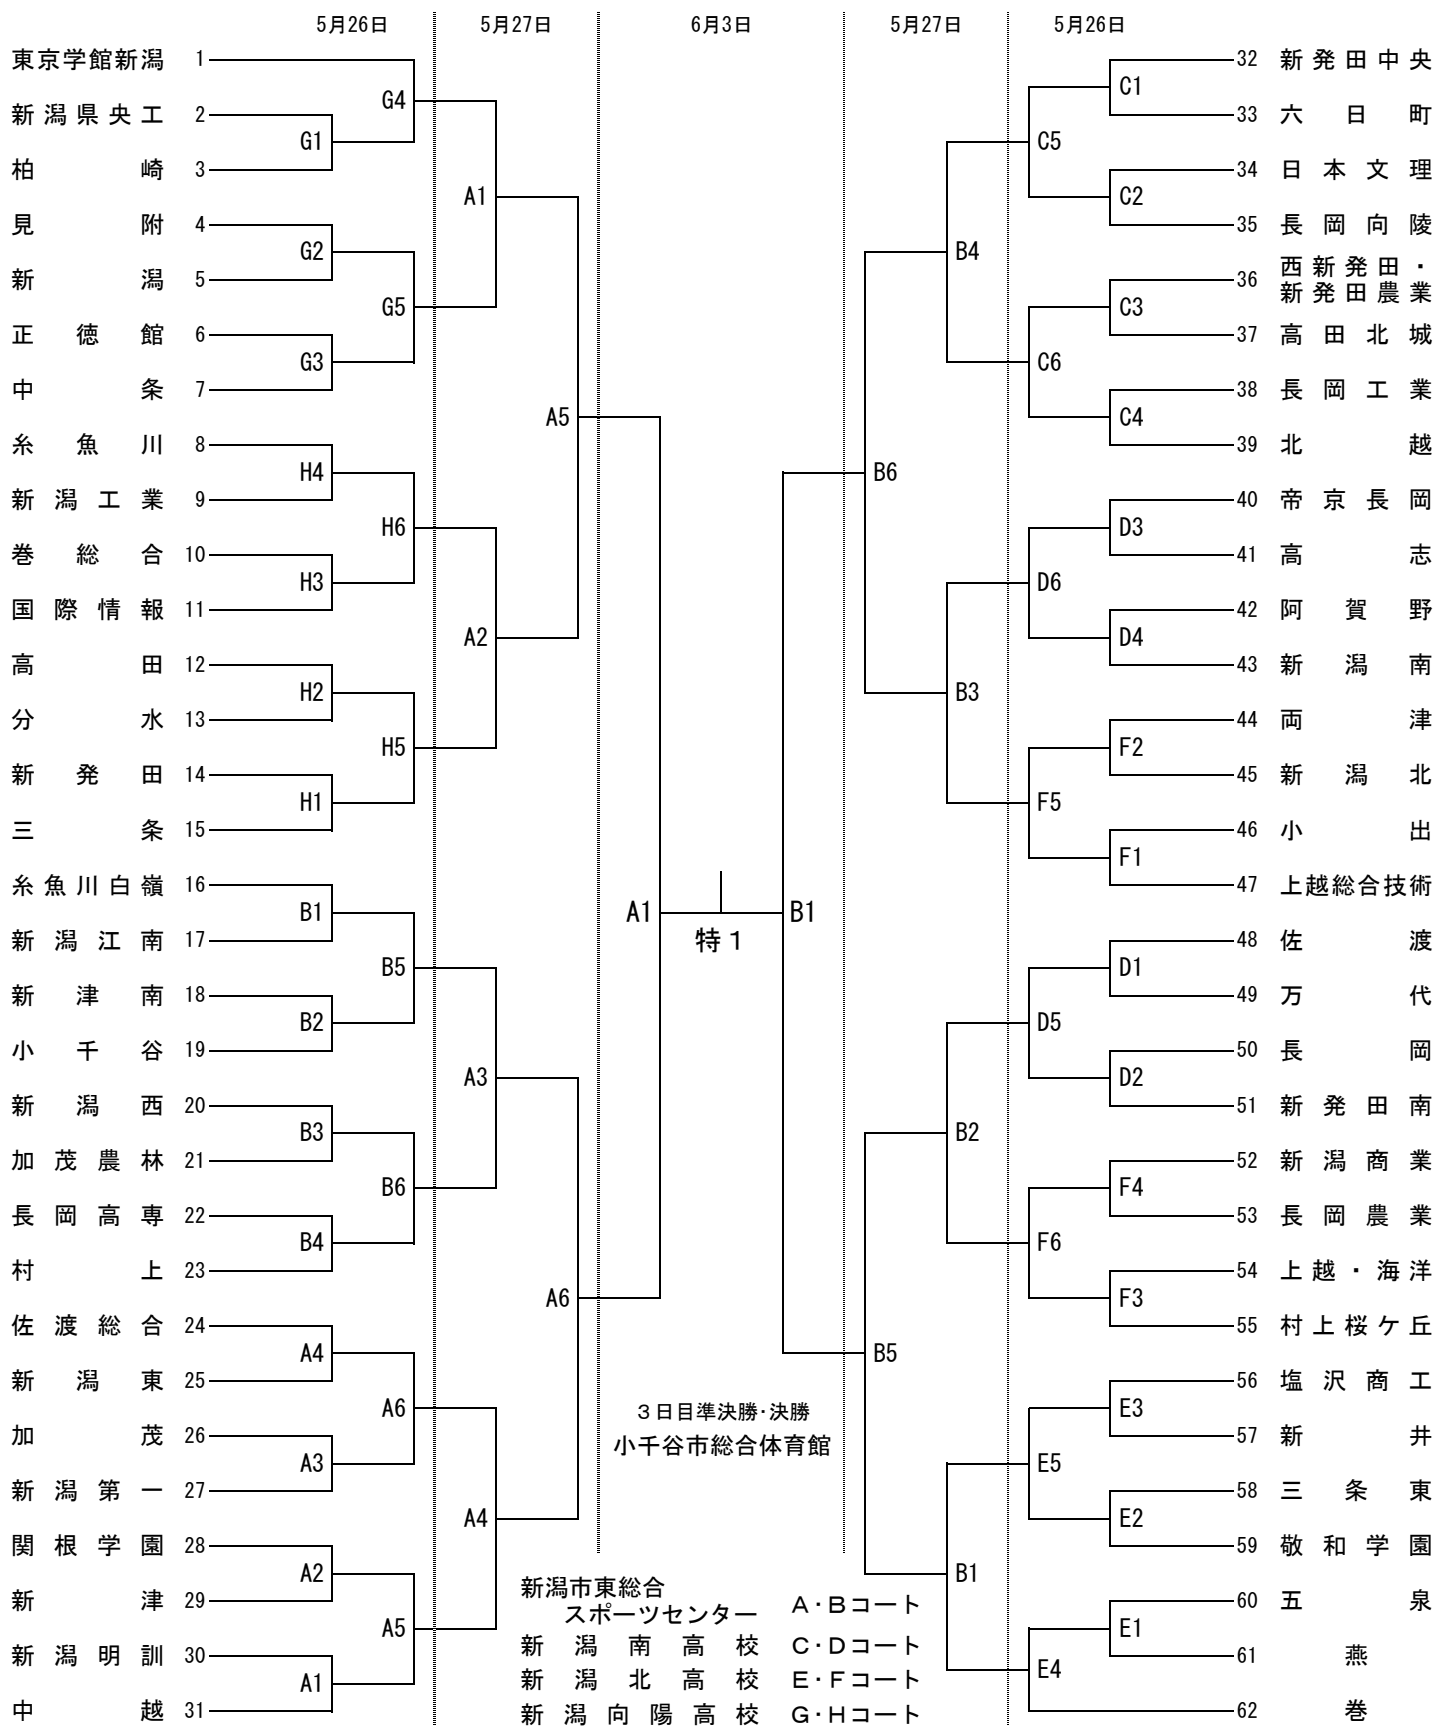 5月26日 5月27日 6月3日 5月27日 5月26日
東京学館新潟 1
新潟県央工 2
柏崎 3
見附 4
新潟 5
正徳館 6
中条 7
糸魚川 8
新潟工業 9
巻総合 10
国際情報 11
高田 12
分水 13
新発田 14
三条 15
糸魚川白嶺 16
新潟江南 17
新津南 18
小千谷 19
新潟西 20
加茂農林 21
長岡高専 22
村上 23
佐渡総合 24
新潟東 25
加茂 26
新潟第一 27
関根学園 28
新津 29
新潟明訓 30
中越 31
G4
G1
G2
G5
G3
H4
H6
H3
H2
H5
H1
B1
B5
B2
B3
B6
B4
A4
A6
A3
A2
A5
A1
A1
A2
A3
A4
A5
A6
A1
特1
B1
B6
B5
B4
B3
B2
B1
C1
C5
C2
C3
C6
C4
D3
D6
D4
F2
F5
F1
D1
D5
D2
F4
F6
F3
E3
E5
E2
E1
E4
32 新発田中央
33 六日町
34 日本文理
35 長岡向陵
36 西新発田・
新発田農業
37 高田北城
38 長岡工業
39 北越
40 帝京長岡
41 高志
42 阿賀野
43 新潟南
44 両津
45 新潟北
46 小出
47 上越総合技術
48 佐渡
49 万代
50 長岡
51 新発田南
52 新潟商業
53 長岡農業
54 上越・海洋
55 村上桜ケ丘
56 塩沢商工
57 新井
58 三条東
59 敬和学園
60 五泉
61 燕
62 巻
3日目準決勝・決勝
小千谷市総合体育館
新潟市東総合
スポーツセンター A・Bコート
新潟南高校 C・Dコート
新潟北高校 E・Fコート
新潟向陽高校 G・Hコート